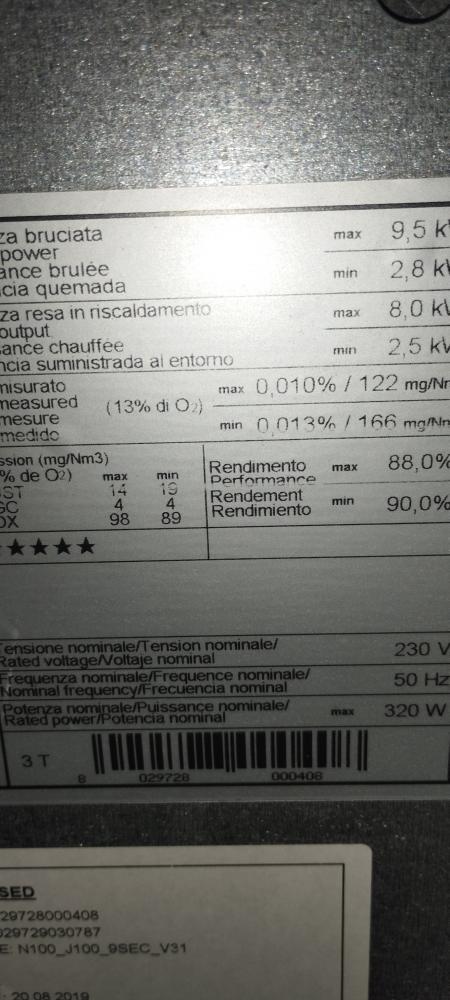 za bruciata
power
ance brulée
cia quemada
max 9,5 k
min 2,8 k
za resa in riscaldamento
output
sance chauffée
ncia suministrada al entorno
max 8,0 k
min 2,5 k
misurato
measured
mesure
medido
(13% di O2)
max 0,010% / 122 mg/N
min 0,013% / 166 mg/N
ssion (mg/Nm3)
% de O2) max min
ST 14 19
GC 4 4
OX 98 89
Rendimento
Performance
Rendement
Rendimiento
max 88,0%
min 90,0%
★★★★
Tensione nominale/Tension nominale/
Rated voltage/Voltaje nominal
230 V
Frequenza nominale/Frequence nominale/
Nominal frequency/Frecuencia nominal
50 Hz
Potenza nominale/Puissance nominale/
Rated power/Potencia nominal
max 320 W
3 T
8 029728 000408
SED
29728000408
029729030787
E: N100_J100_9SEC_V31
: 20.08.2019